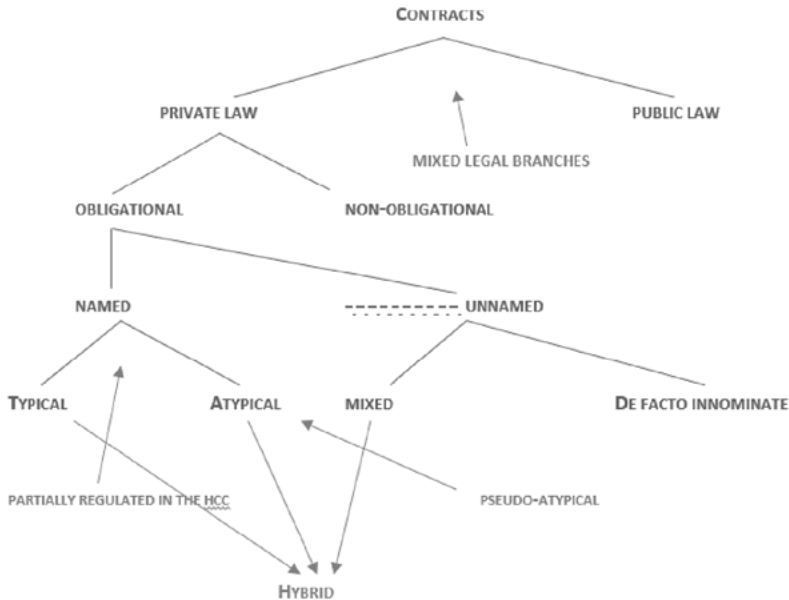 CONTRACTS
PRIVATE LAW
PUBLIC LAW
MIXED LEGAL BRANCHES
OBLIGATIONAL
NON-OBLIGATIONAL
NAMED
UNNAMED
TYPICAL
ATYPICAL
MIXED
DE FACTO INNOMINATE
PARTIALLY REGULATED IN THE HCC
PSEUDO-ATYPICAL
HYBRID